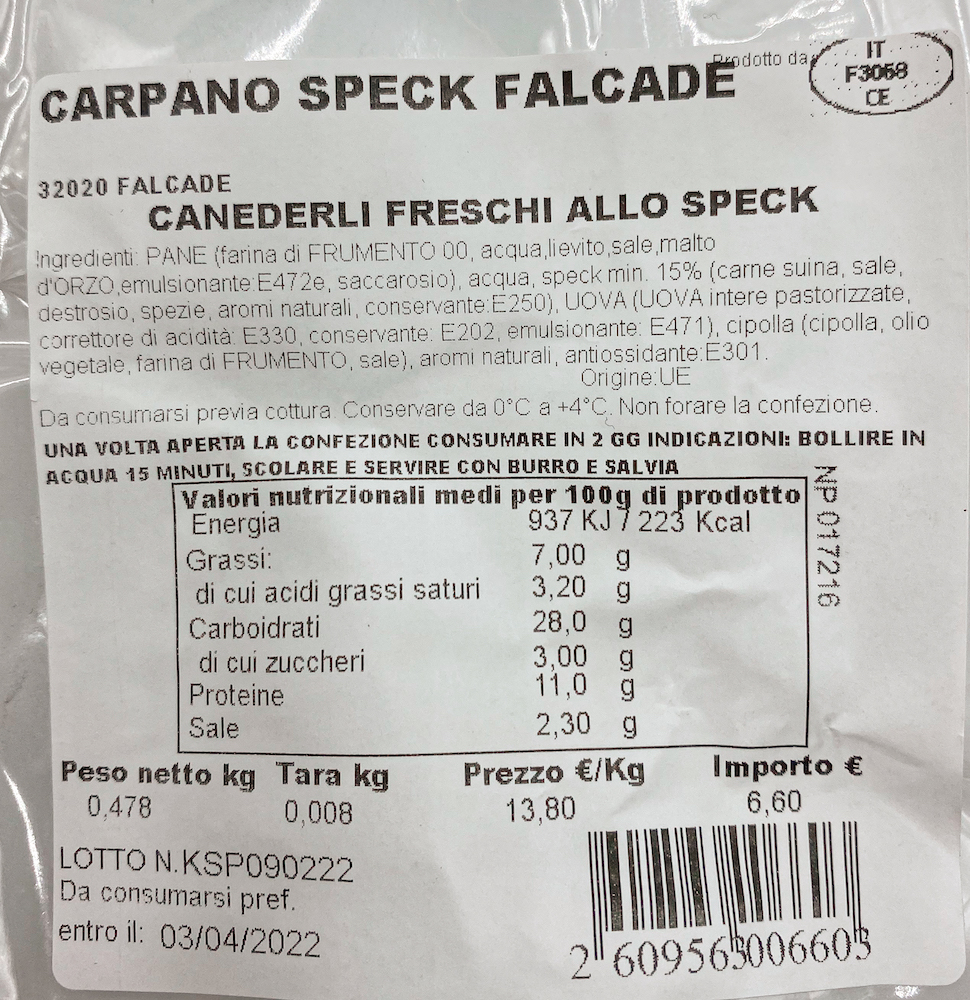 Prodotto da
IT
F3068
CE
CARPANO SPECK FALCADE
32020 FALCADE
CANEDERLI FRESCHI ALLO SPECK
Ingredienti: PANE (farina di FRUMENTO 00, acqua,lievito,sale,malto
d'ORZO,emulsionante:E472e, saccarosio), acqua, speck min. 15% (carne suina, sale,
destrosio, spezie, aromi naturali, conservante:E250), UOVA (UOVA intere pastorizzate,
correttore di acidità: E330, conservante: E202, emulsionante: E471), cipolla (cipolla, olio
vegetale, farina di FRUMENTO, sale), aromi naturali, antiossidante:E301.
Origine:UE
Da consumarsi previa cottura. Conservare da 0°C a +4°C. Non forare la confezione.
UNA VOLTA APERTA LA CONFEZIONE CONSUMARE IN 2 GG INDICAZIONI: BOLLIRE IN
ACQUA 15 MINUTI, SCOLARE E SERVIRE CON BURRO E SALVIA
Valori nutrizionali medi per 100g di prodotto
Energia 937 KJ / 223 Kcal
Grassi: 7,00 g
di cui acidi grassi saturi 3,20 g
Carboidrati 28,0 g
di cui zuccheri 3,00 g
Proteine 11,0 g
Sale 2,30 g
NP 017216
Peso netto kg Tara kg Prezzo €/Kg Importo €
0,478 0,008 13,80 6,60
LOTTO N.KSP090222
Da consumarsi pref.
entro il: 03/04/2022
2 609563 006603